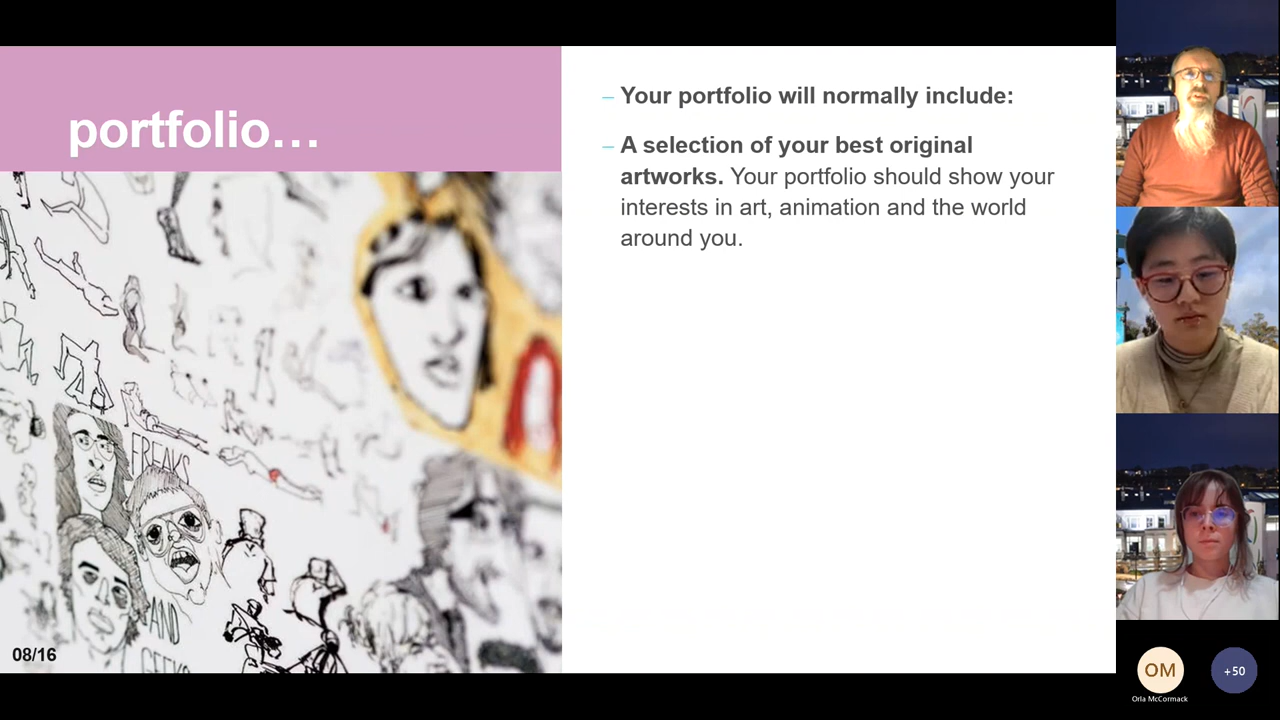 portfolio...
– Your portfolio will normally include:
– A selection of your best original
artworks. Your portfolio should show your
interests in art, animation and the world
around you.
FREAKS
AND
GEEKS
08/16
OM
+50
Orla McCormack